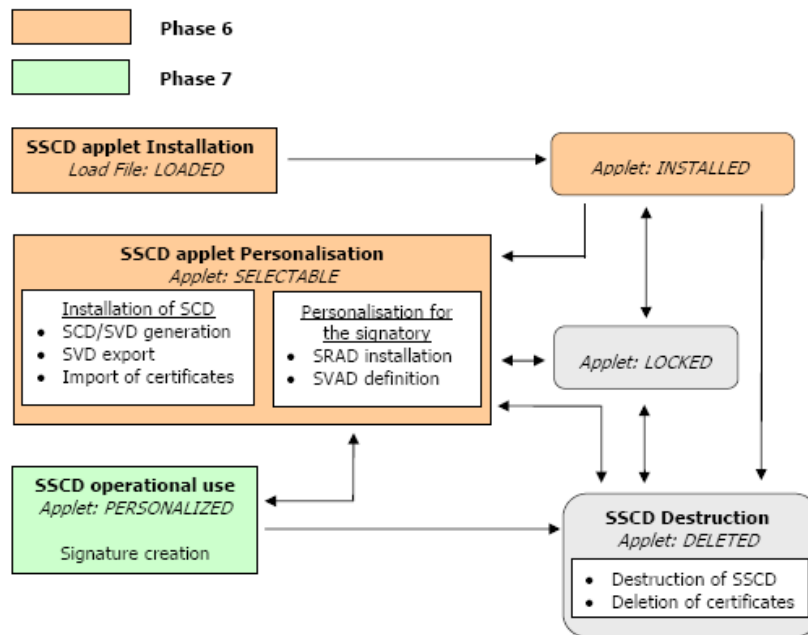 Phase 6
Phase 7
SSCD applet Installation
Load File: LOADED
Applet: INSTALLED
SSCD applet Personalisation
Applet: SELECTABLE
Installation of SCD
• SCD/SVD generation
• SVD export
• Import of certificates
Personalisation for
the signatory
• SRAD installation
• SVAD definition
Applet: LOCKED
SSCD operational use
Applet: PERSONALIZED
Signature creation
SSCD Destruction
Applet: DELETED
• Destruction of SSCD
• Deletion of certificates